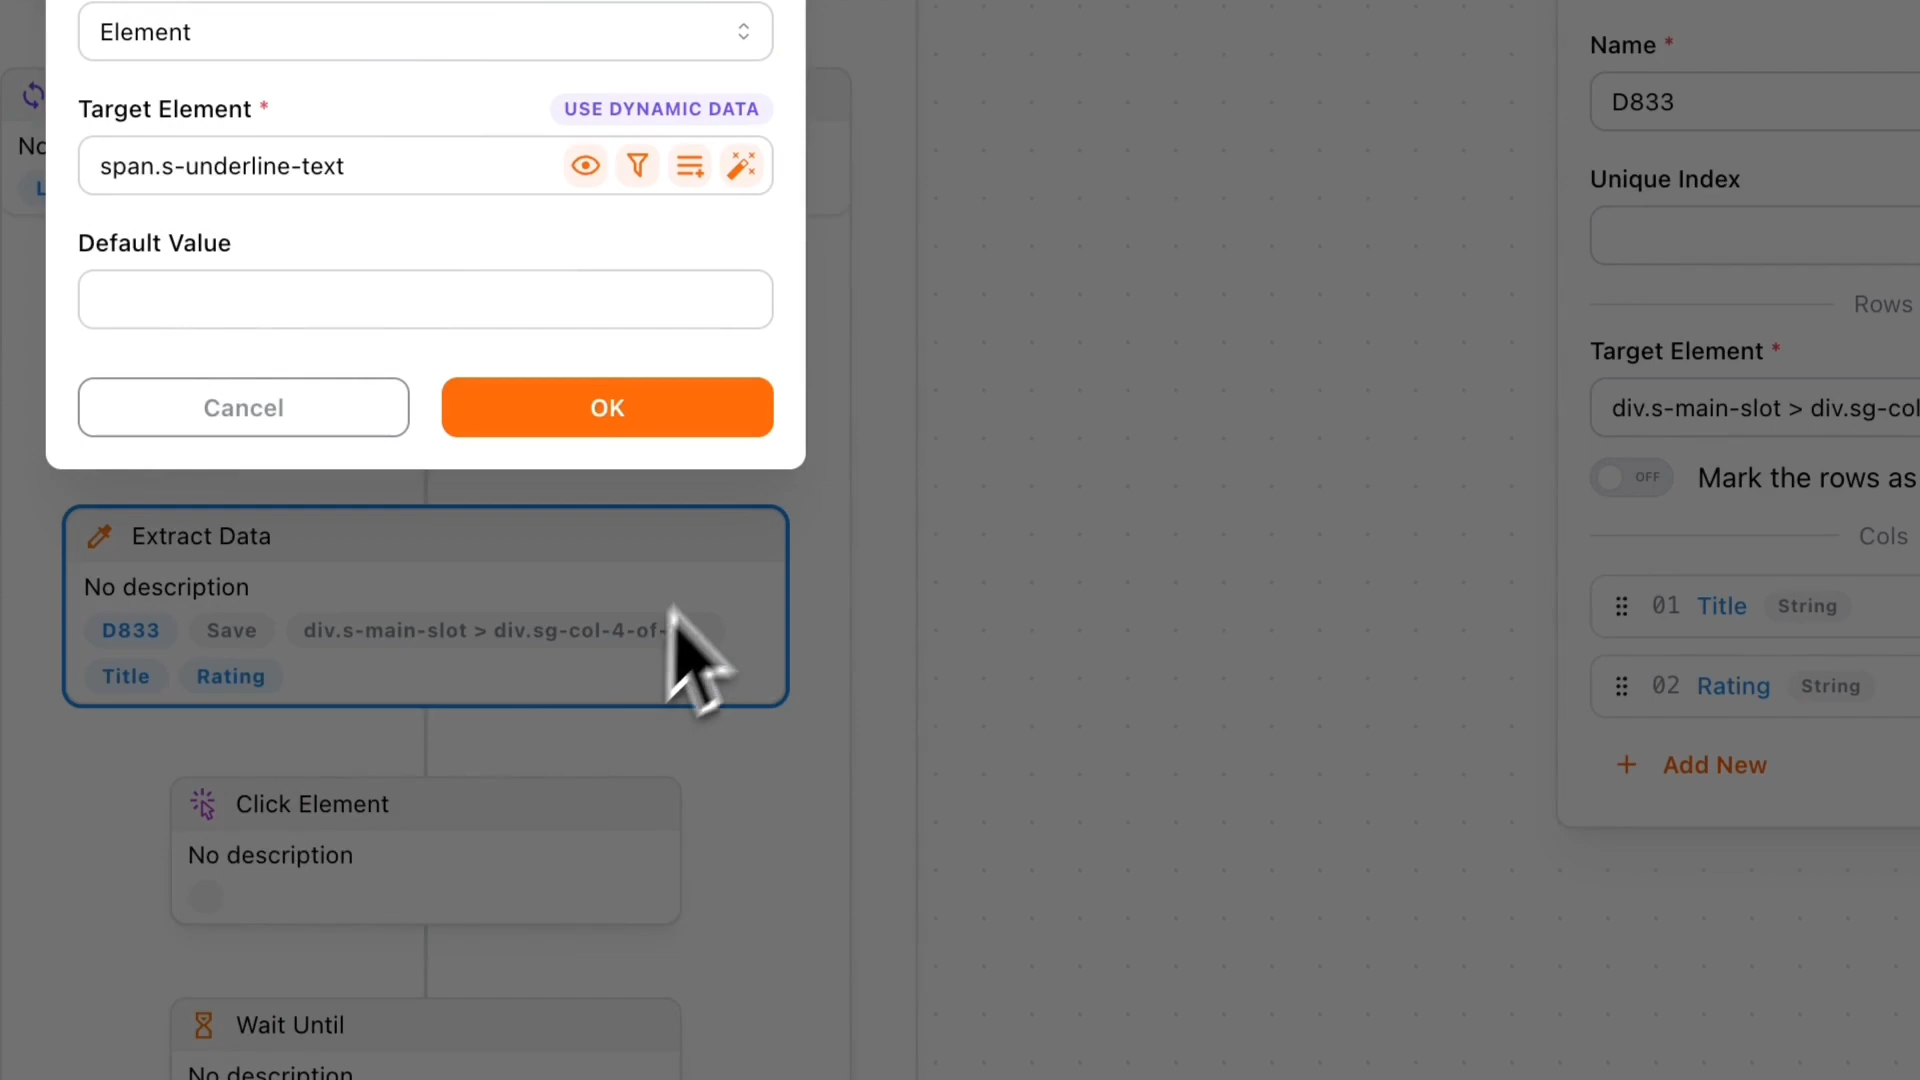 Element
Target Element *
USE DYNAMIC DATA
span.s-underline-text
Default Value
Cancel
OK
No
L
Extract Data
No description
D833 Save div.s-main-slot > div.sg-col-4-of-
Title Rating
Click Element
No description
Wait Until
No description
Name *
D833
Unique Index
Rows
Target Element *
div.s-main-slot > div.sg-col
OFF Mark the rows as
Cols
01 Title String
02 Rating String
+ Add New